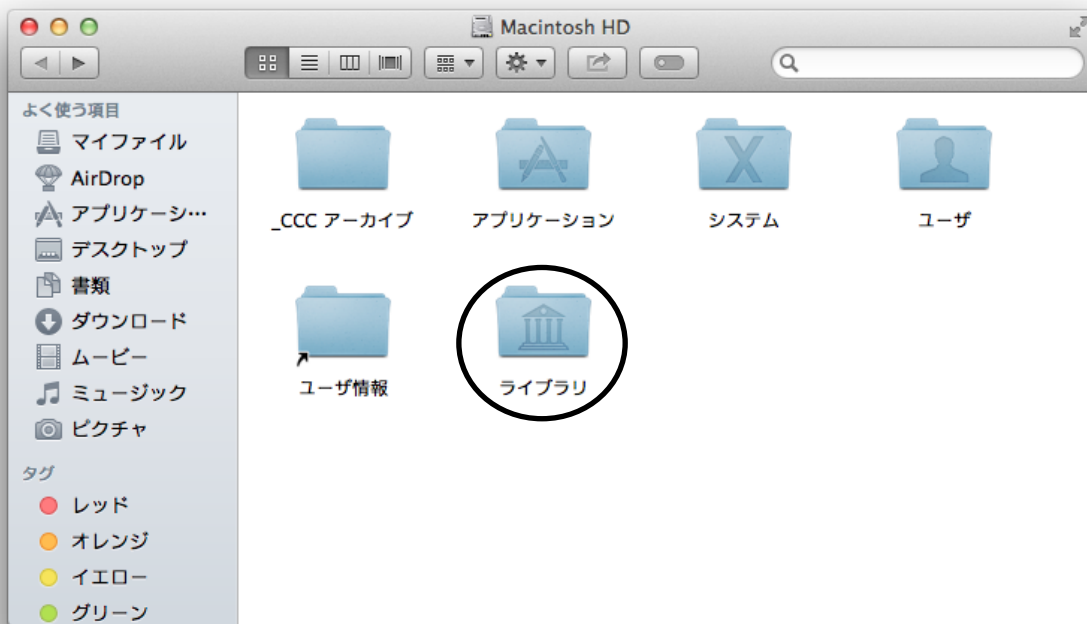 Macintosh HD
よく使う項目
マイファイル
AirDrop
アプリケーシ…
デスクトップ
書類
ダウンロード
ムービー
ミュージック
ピクチャ
タグ
レッド
オレンジ
イエロー
グリーン
_CCC アーカイブ
アプリケーション
システム
ユーザ
ユーザ情報
ライブラリ